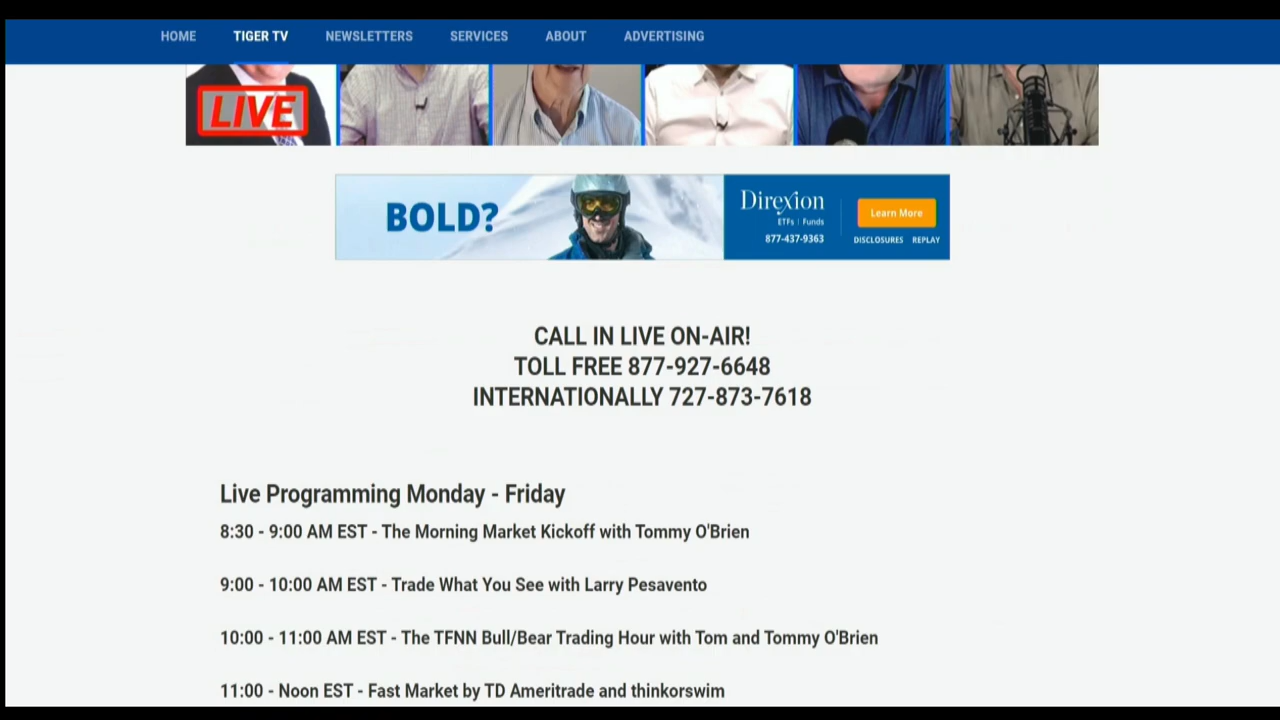 HOME TIGER TV NEWSLETTERS SERVICES ABOUT ADVERTISING
LIVE
BOLD?
Direxion
ETFs | Funds
877-437-9363
Learn More
DISCLOSURES REPLAY
CALL IN LIVE ON-AIR!
TOLL FREE 877-927-6648
INTERNATIONALLY 727-873-7618
Live Programming Monday - Friday
8:30 - 9:00 AM EST - The Morning Market Kickoff with Tommy O'Brien
9:00 - 10:00 AM EST - Trade What You See with Larry Pesavento
10:00 - 11:00 AM EST - The TFNN Bull/Bear Trading Hour with Tom and Tommy O'Brien
11:00 - Noon EST - Fast Market by TD Ameritrade and thinkorswim